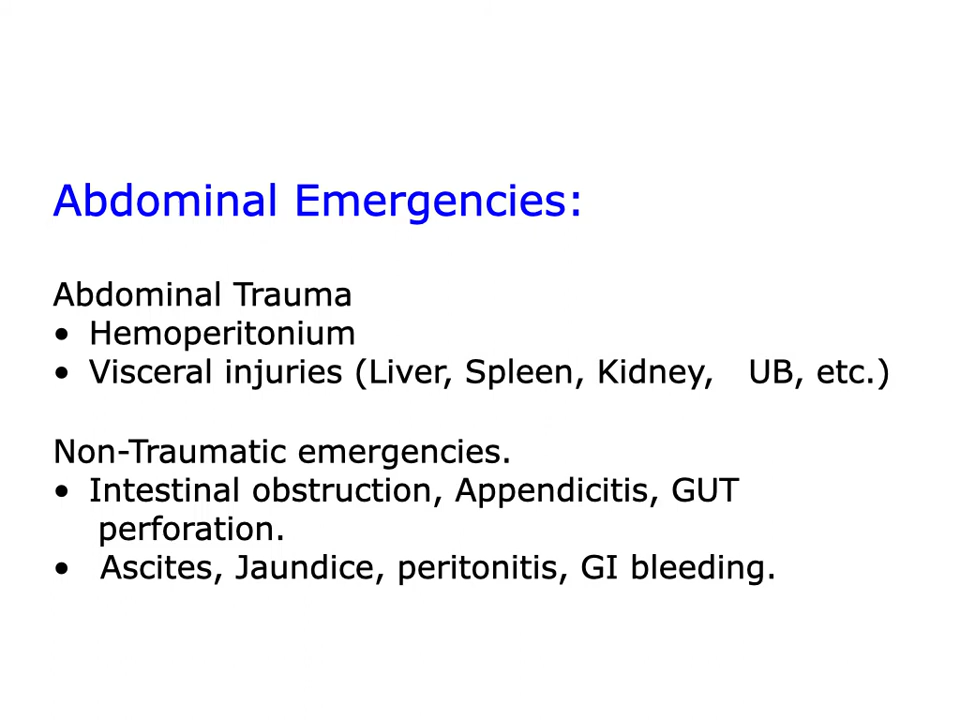 Abdominal Emergencies:
Abdominal Trauma
• Hemoperitonium
• Visceral injuries (Liver, Spleen, Kidney, UB, etc.)
Non-Traumatic emergencies.
• Intestinal obstruction, Appendicitis, GUT
perforation.
• Ascites, Jaundice, peritonitis, GI bleeding.